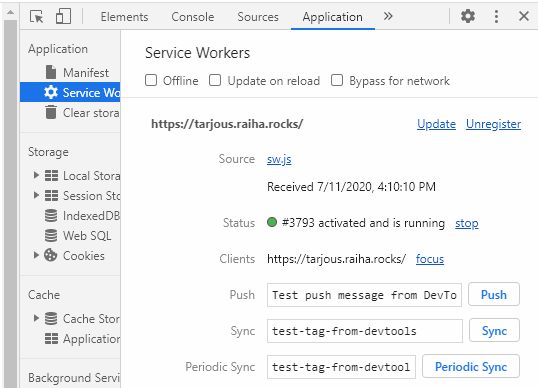 Elements Console Sources Application »
Application
Manifest
Service Wo
Clear stora
Storage
Local Stora
Session Sto
IndexedDB
Web SQL
Cookies
Cache
Cache Stor
Application
Background Servi
Service Workers
Offline Update on reload Bypass for network
https://tarjous.raiha.rocks/ Update Unregister
Source sw.js
Received 7/11/2020, 4:10:10 PM
Status #3793 activated and is running stop
Clients https://tarjous.raiha.rocks/ focus
Push Test push message from DevTo Push
Sync test-tag-from-devtools Sync
Periodic Sync test-tag-from-devtool Periodic Sync